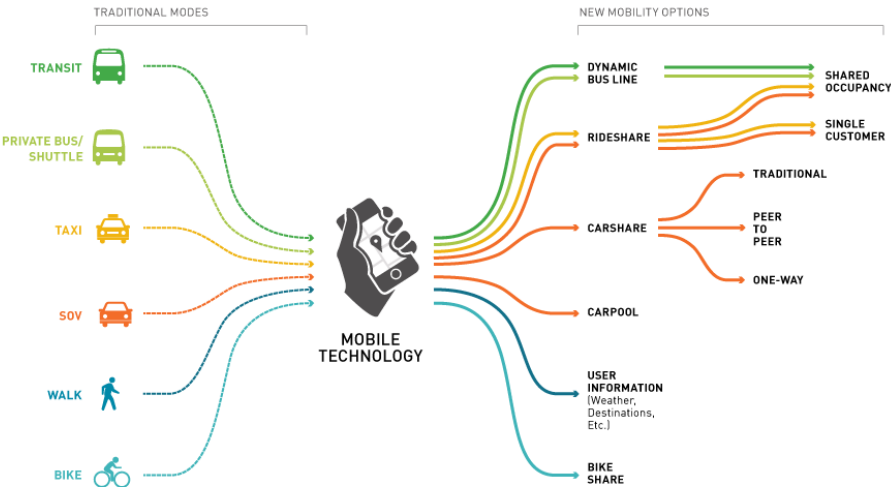 TRADITIONAL MODES
NEW MOBILITY OPTIONS
TRANSIT
PRIVATE BUS/
SHUTTLE
TAXI
SOV
WALK
BIKE
MOBILE
TECHNOLOGY
DYNAMIC
BUS LINE
RIDESHARE
CARSHARE
CARPOOL
USER
INFORMATION
(Weather,
Destinations,
Etc.)
BIKE
SHARE
SHARED
OCCUPANCY
SINGLE
CUSTOMER
TRADITIONAL
PEER
TO
PEER
ONE-WAY